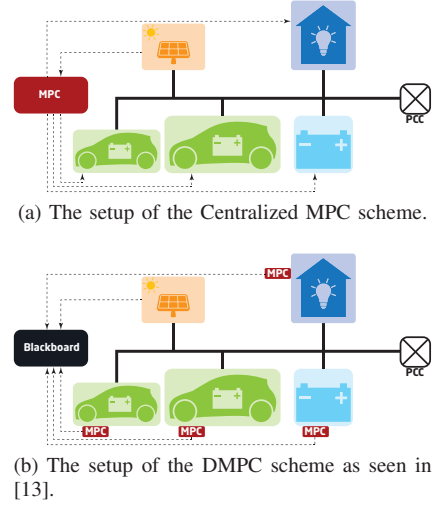 MPC
PCC
(a) The setup of the Centralized MPC scheme.
MPC
Blackboard
PCC
MPC
MPC
MPC
(b) The setup of the DMPC scheme as seen in
[13].